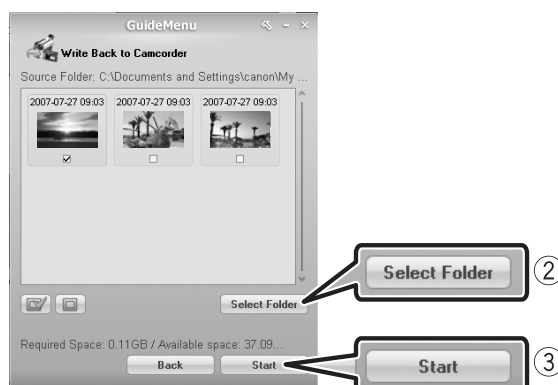 GuideMenu
Write Back to Camcorder
Source Folder: C:\Documents and Settings\canon\My ...
2007-07-27 09:03 2007-07-27 09:03 2007-07-27 09:03
Select Folder
Select Folder ②
Required Space: 0.11GB / Available space: 37.09...
Back Start
Start ③